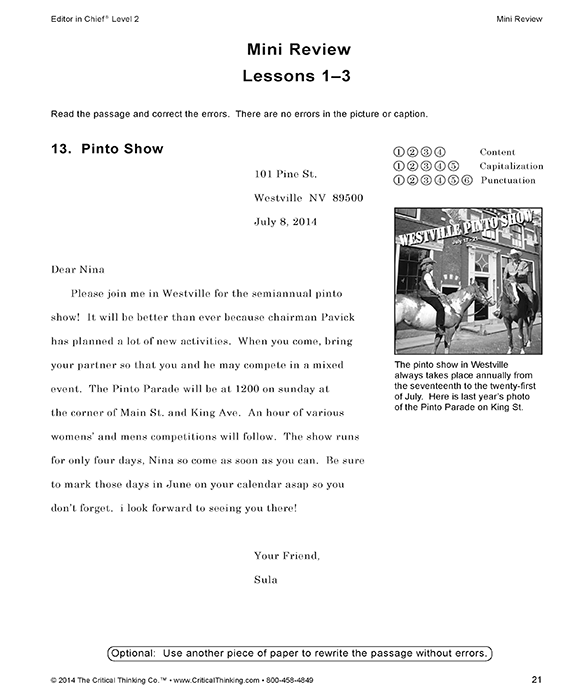 Editor in Chief® Level 2
Mini Review
Mini Review
Lessons 1–3
Read the passage and correct the errors.  There are no errors in the picture or caption.
13.  Pinto Show
①②③④ Content
①②③④⑤ Capitalization
①②③④⑤⑥ Punctuation
101 Pine St.
Westville  NV  89500
July 8, 2014
WESTVILLE PINTO SHOW
July 17-21
The pinto show in Westville
always takes place annually from
the seventeenth to the twenty-first
of July.  Here is last year's photo
of the Pinto Parade on King St.
Dear Nina
Please join me in Westville for the semiannual pinto
show!  It will be better than ever because chairman Pavick
has planned a lot of new activities.  When you come, bring
your partner so that you and he may compete in a mixed
event.  The Pinto Parade will be at 1200 on sunday at
the corner of Main St. and King Ave.  An hour of various
womens' and mens competitions will follow.  The show runs
for only four days, Nina so come as soon as you can.  Be sure
to mark those days in June on your calendar asap so you
don't forget.  i look forward to seeing you there!
Your Friend,
Sula
Optional:  Use another piece of paper to rewrite the passage without errors.
© 2014 The Critical Thinking Co.™ • www.CriticalThinking.com • 800-458-4849
21